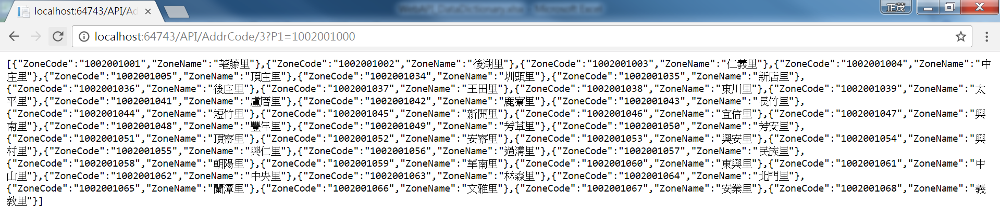 localhost:64743/API/Ad
正茂
localhost:64743/API/AddrCode/3?P1=1002001000
[{"ZoneCode":"1002001001","ZoneName":"荖藤里"},{"ZoneCode":"1002001002","ZoneName":"後湖里"},{"ZoneCode":"1002001003","ZoneName":"仁義里"},{"ZoneCode":"1002001004","ZoneName":"中
庄里"},{"ZoneCode":"1002001005","ZoneName":"頂庄里"},{"ZoneCode":"1002001034","ZoneName":"圳頭里"},{"ZoneCode":"1002001035","ZoneName":"新店里"},
{"ZoneCode":"1002001036","ZoneName":"後庄里"},{"ZoneCode":"1002001037","ZoneName":"王田里"},{"ZoneCode":"1002001038","ZoneName":"東川里"},{"ZoneCode":"1002001039","ZoneName":"太
平里"},{"ZoneCode":"1002001041","ZoneName":"盧厝里"},{"ZoneCode":"1002001042","ZoneName":"鹿寮里"},{"ZoneCode":"1002001043","ZoneName":"長竹里"},
{"ZoneCode":"1002001044","ZoneName":"短竹里"},{"ZoneCode":"1002001045","ZoneName":"新開里"},{"ZoneCode":"1002001046","ZoneName":"宣信里"},{"ZoneCode":"1002001047","ZoneName":"興
南里"},{"ZoneCode":"1002001048","ZoneName":"豐年里"},{"ZoneCode":"1002001049","ZoneName":"芳草里"},{"ZoneCode":"1002001050","ZoneName":"芳安里"},
{"ZoneCode":"1002001051","ZoneName":"頂寮里"},{"ZoneCode":"1002001052","ZoneName":"安寮里"},{"ZoneCode":"1002001053","ZoneName":"興安里"},{"ZoneCode":"1002001054","ZoneName":"興
村里"},{"ZoneCode":"1002001055","ZoneName":"興仁里"},{"ZoneCode":"1002001056","ZoneName":"過溝里"},{"ZoneCode":"1002001057","ZoneName":"民族里"},
{"ZoneCode":"1002001058","ZoneName":"朝陽里"},{"ZoneCode":"1002001059","ZoneName":"華南里"},{"ZoneCode":"1002001060","ZoneName":"東興里"},{"ZoneCode":"1002001061","ZoneName":"中
山里"},{"ZoneCode":"1002001062","ZoneName":"中央里"},{"ZoneCode":"1002001063","ZoneName":"林森里"},{"ZoneCode":"1002001064","ZoneName":"北門里"},
{"ZoneCode":"1002001065","ZoneName":"蘭潭里"},{"ZoneCode":"1002001066","ZoneName":"文雅里"},{"ZoneCode":"1002001067","ZoneName":"安業里"},{"ZoneCode":"1002001068","ZoneName":"義
教里"}]